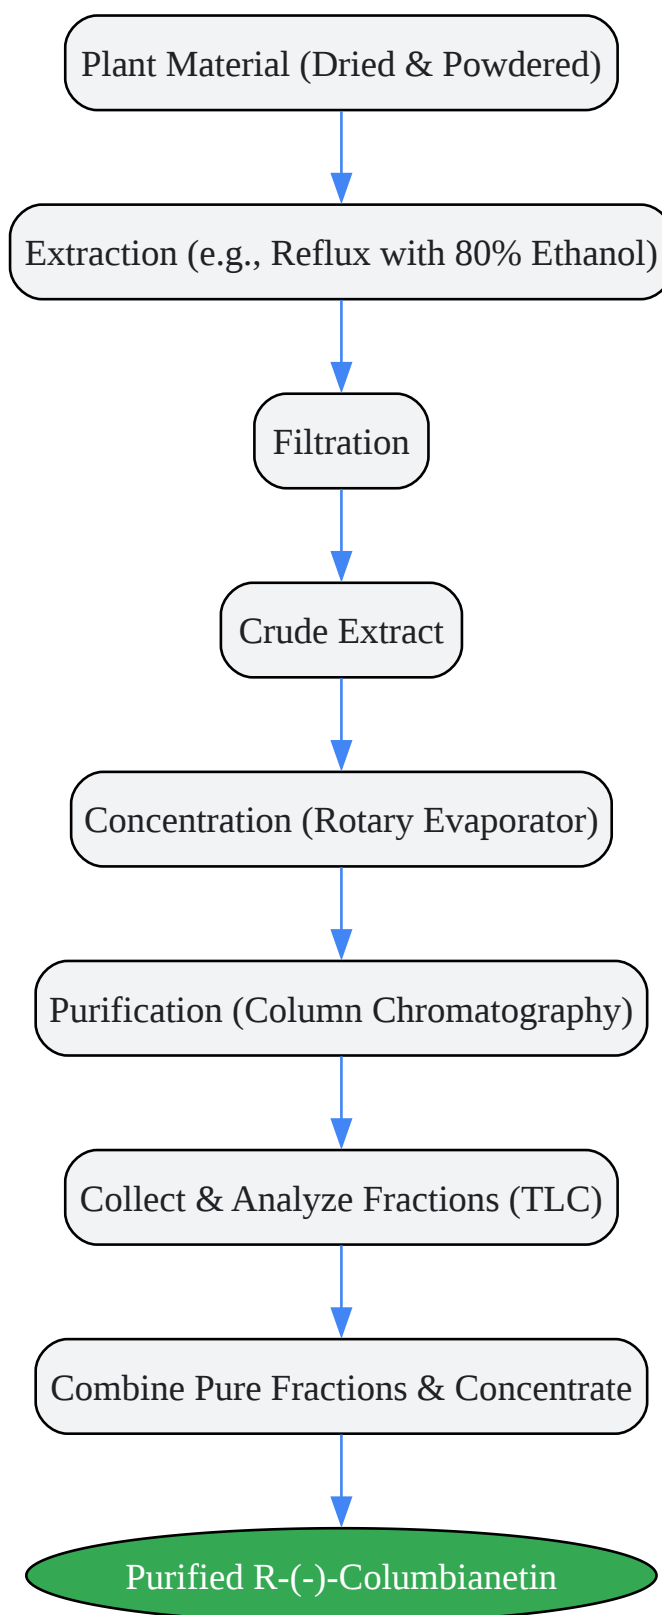 Plant Material (Dried & Powdered)
Extraction (e.g., Reflux with 80% Ethanol)
Filtration
Crude Extract
Concentration (Rotary Evaporator)
Purification (Column Chromatography)
Collect & Analyze Fractions (TLC)
Combine Pure Fractions & Concentrate
Purified R-(-)-Columbianetin